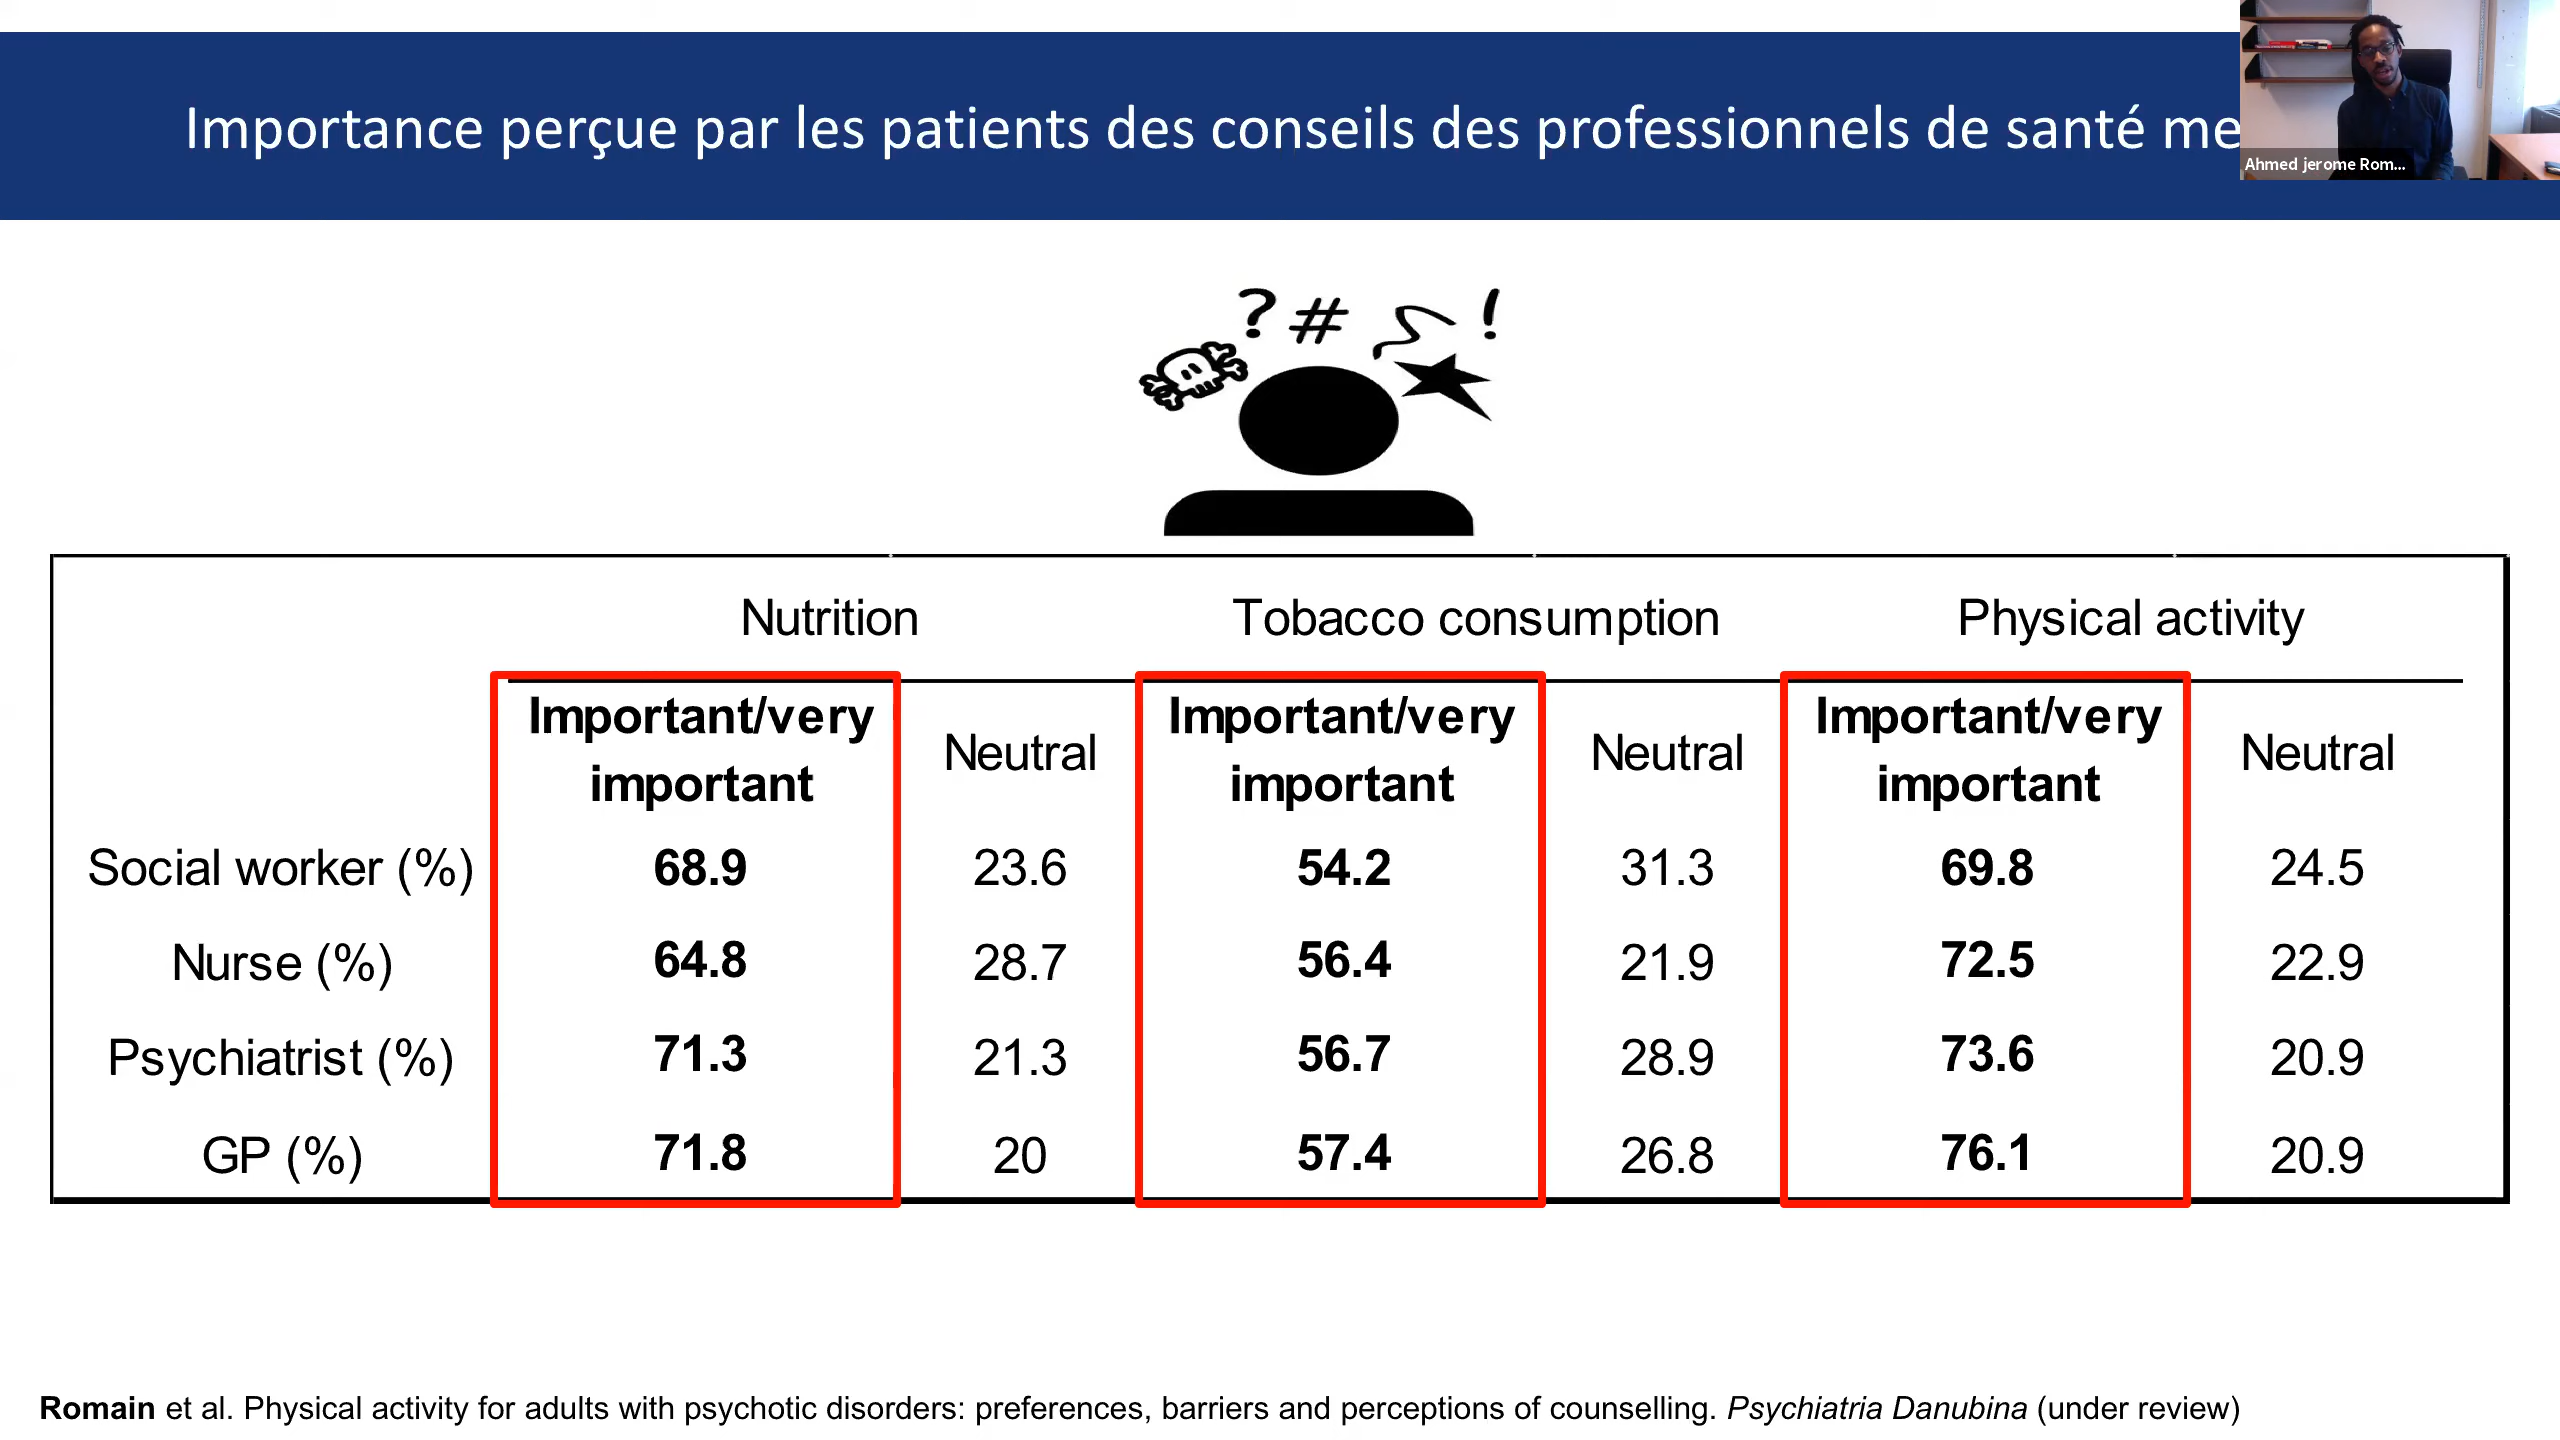 Importance perçue par les patients des conseils des professionnels de santé me
Ahmed jerome Rom...
? # !
Nutrition Tobacco consumption Physical activity
Important/very important Neutral Important/very important Neutral Important/very important Neutral
Social worker (%) 68.9 23.6 54.2 31.3 69.8 24.5
Nurse (%) 64.8 28.7 56.4 21.9 72.5 22.9
Psychiatrist (%) 71.3 21.3 56.7 28.9 73.6 20.9
GP (%) 71.8 20 57.4 26.8 76.1 20.9
Romain et al. Physical activity for adults with psychotic disorders: preferences, barriers and perceptions of counselling. Psychiatria Danubina (under review)